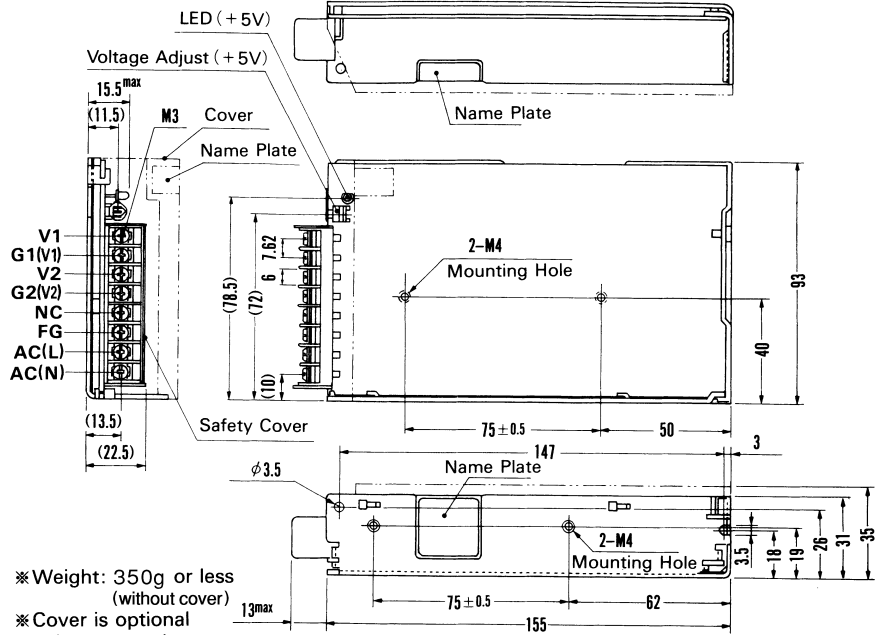 LED (+5V)
Voltage Adjust (+5V)
15.5max
(11.5)
M3
Cover
Name Plate
Name Plate
V1
G1(V1)
V2
G2(V2)
NC
FG
AC(L)
AC(N)
(78.5)
(72)
7.62
6
(10)
2-M4
Mounting Hole
93
40
(13.5)
(22.5)
Safety Cover
75±0.5
50
147
3
φ3.5
Name Plate
2-M4
Mounting Hole
3.5
18
19
26
31
35
※Weight: 350g or less
(without cover)
※Cover is optional
13max
75±0.5
62
155